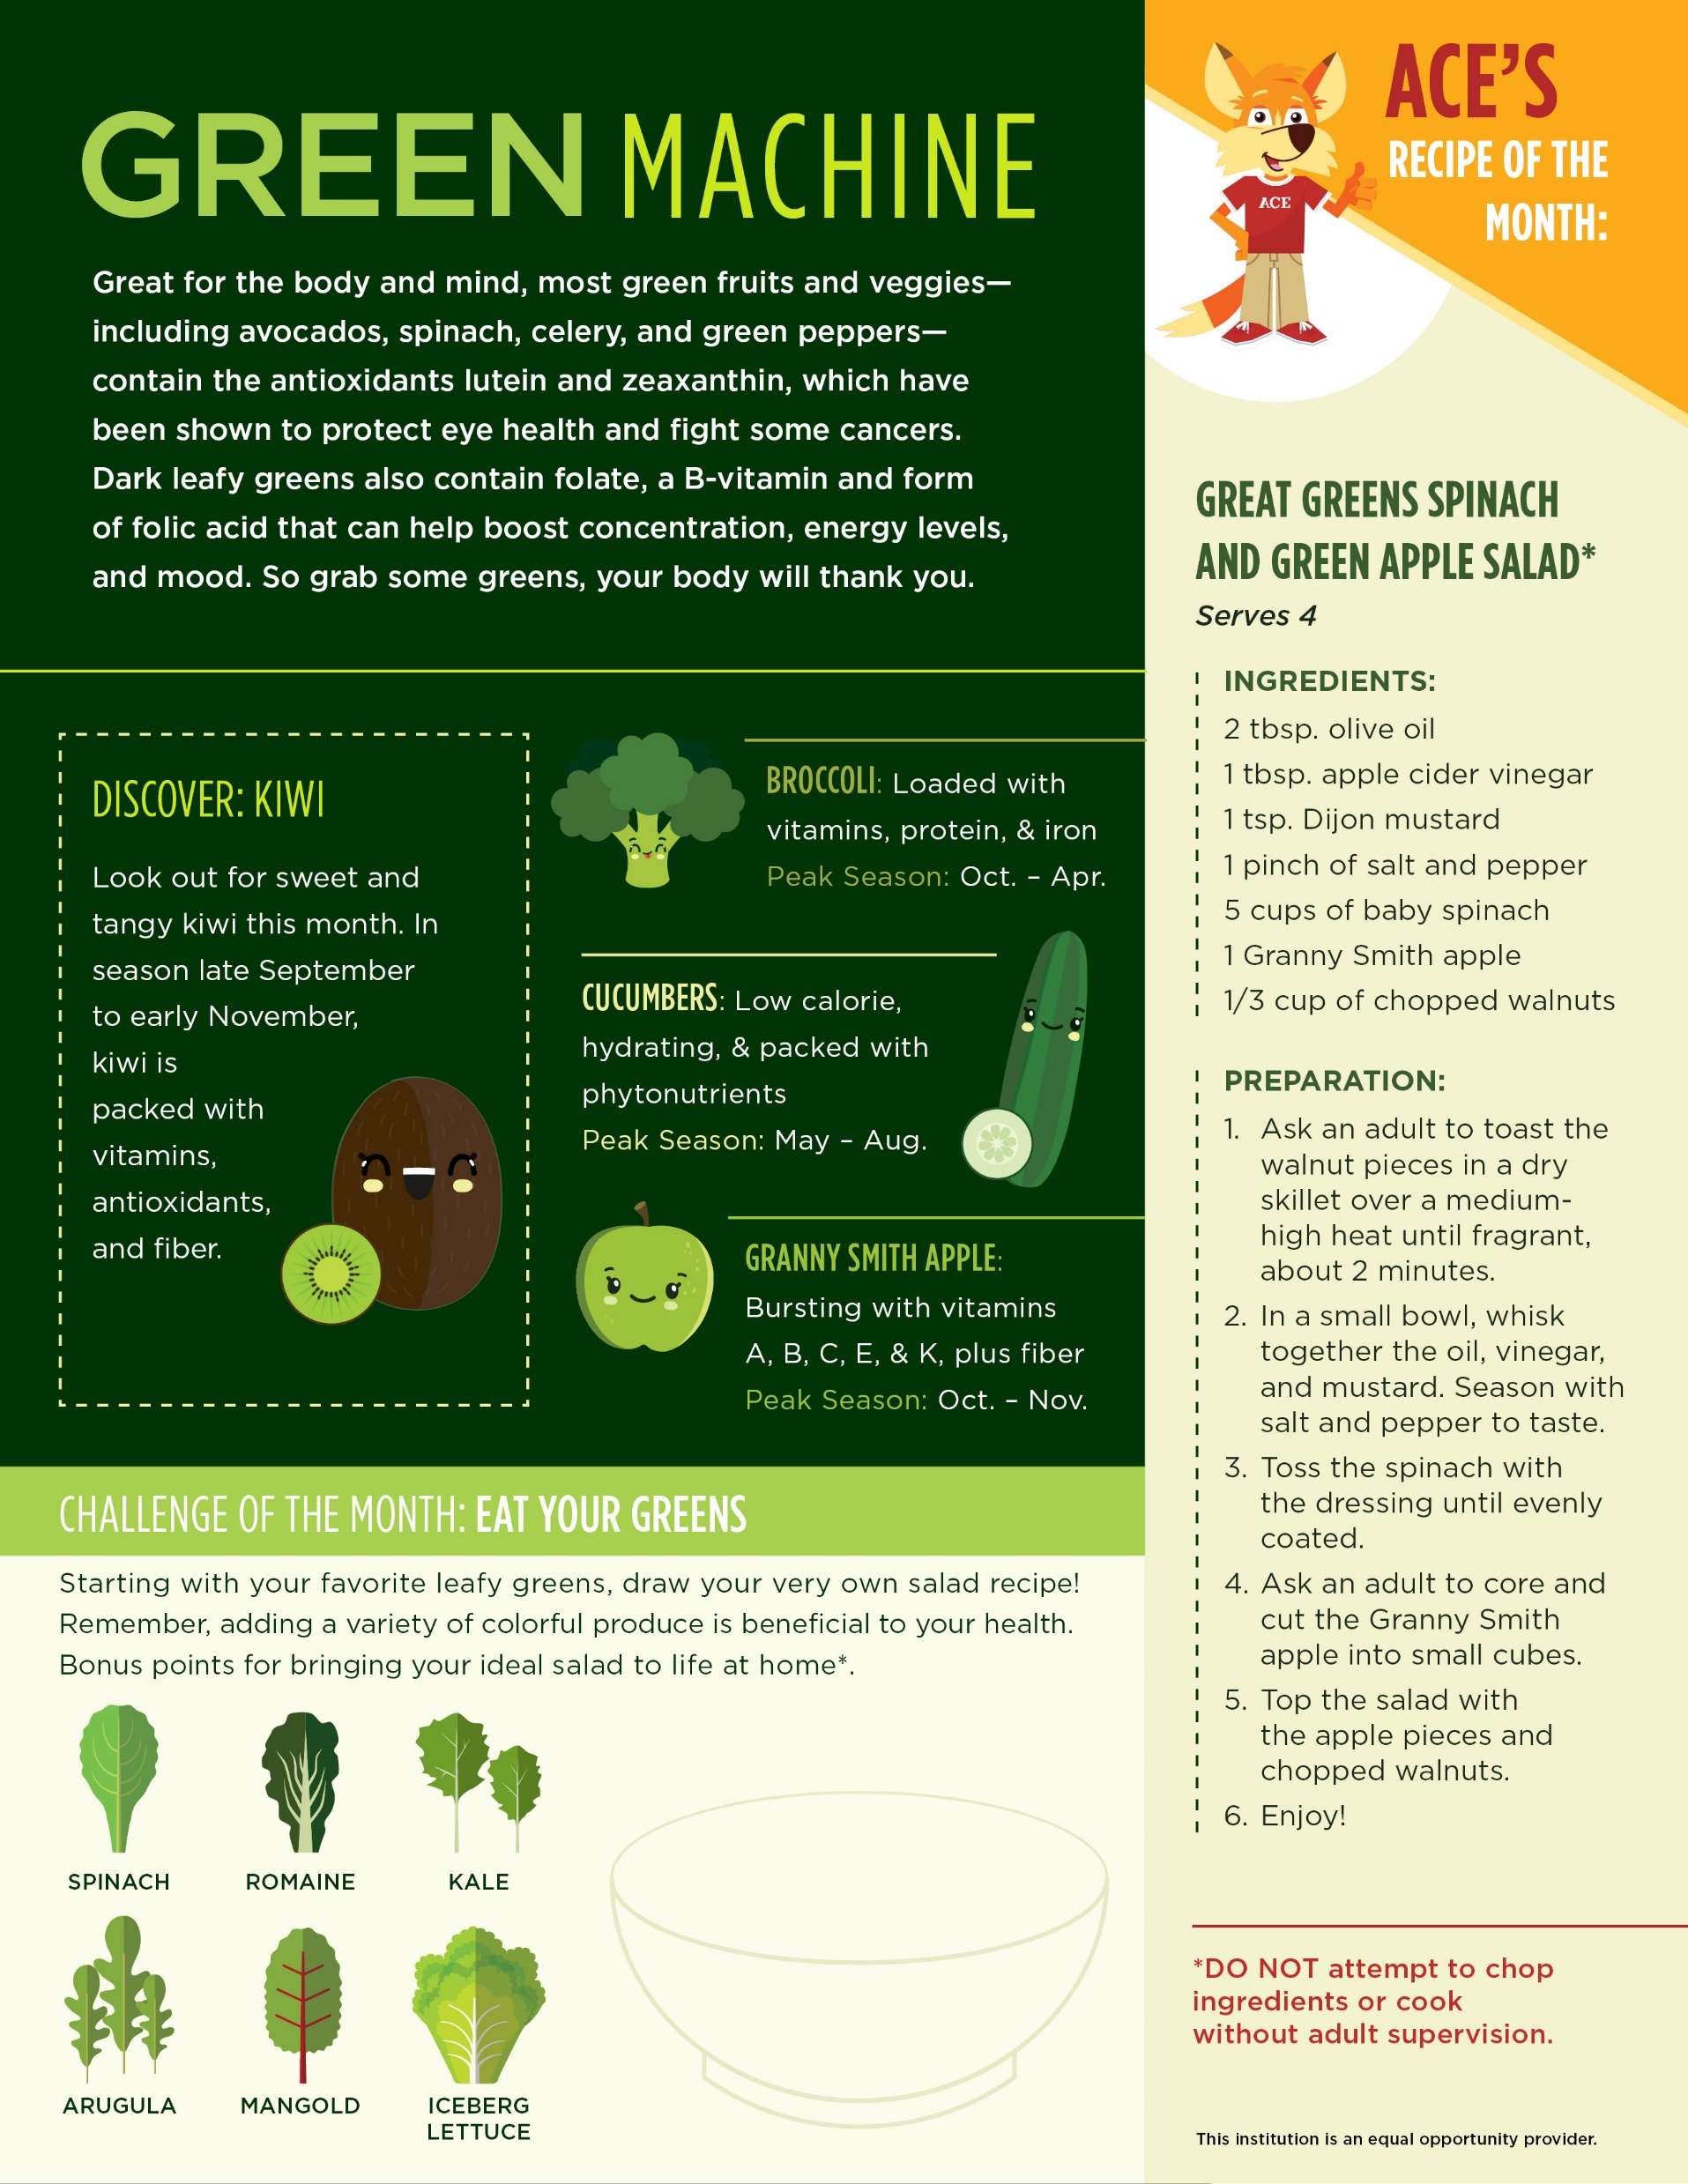 GREEN MACHINE
Great for the body and mind, most green fruits and veggies—
including avocados, spinach, celery, and green peppers—
contain the antioxidants lutein and zeaxanthin, which have
been shown to protect eye health and fight some cancers.
Dark leafy greens also contain folate, a B-vitamin and form
of folic acid that can help boost concentration, energy levels,
and mood. So grab some greens, your body will thank you.
DISCOVER: KIWI
Look out for sweet and
tangy kiwi this month. In
season late September
to early November,
kiwi is
packed with
vitamins,
antioxidants,
and fiber.
BROCCOLI: Loaded with
vitamins, protein, & iron
Peak Season: Oct. – Apr.
CUCUMBERS: Low calorie,
hydrating, & packed with
phytonutrients
Peak Season: May – Aug.
GRANNY SMITH APPLE:
Bursting with vitamins
A, B, C, E, & K, plus fiber
Peak Season: Oct. – Nov.
CHALLENGE OF THE MONTH: EAT YOUR GREENS
Starting with your favorite leafy greens, draw your very own salad recipe!
Remember, adding a variety of colorful produce is beneficial to your health.
Bonus points for bringing your ideal salad to life at home*.
SPINACH
ROMAINE
KALE
ARUGULA
MANGOLD
ICEBERG
LETTUCE
ACE
ACE'S
RECIPE OF THE
MONTH:
GREAT GREENS SPINACH
AND GREEN APPLE SALAD*
Serves 4
INGREDIENTS:
2 tbsp. olive oil
1 tbsp. apple cider vinegar
1 tsp. Dijon mustard
1 pinch of salt and pepper
5 cups of baby spinach
1 Granny Smith apple
1/3 cup of chopped walnuts
PREPARATION:
1. Ask an adult to toast the
walnut pieces in a dry
skillet over a medium-
high heat until fragrant,
about 2 minutes.
2. In a small bowl, whisk
together the oil, vinegar,
and mustard. Season with
salt and pepper to taste.
3. Toss the spinach with
the dressing until evenly
coated.
4. Ask an adult to core and
cut the Granny Smith
apple into small cubes.
5. Top the salad with
the apple pieces and
chopped walnuts.
6. Enjoy!
*DO NOT attempt to chop
ingredients or cook
without adult supervision.
This institution is an equal opportunity provider.